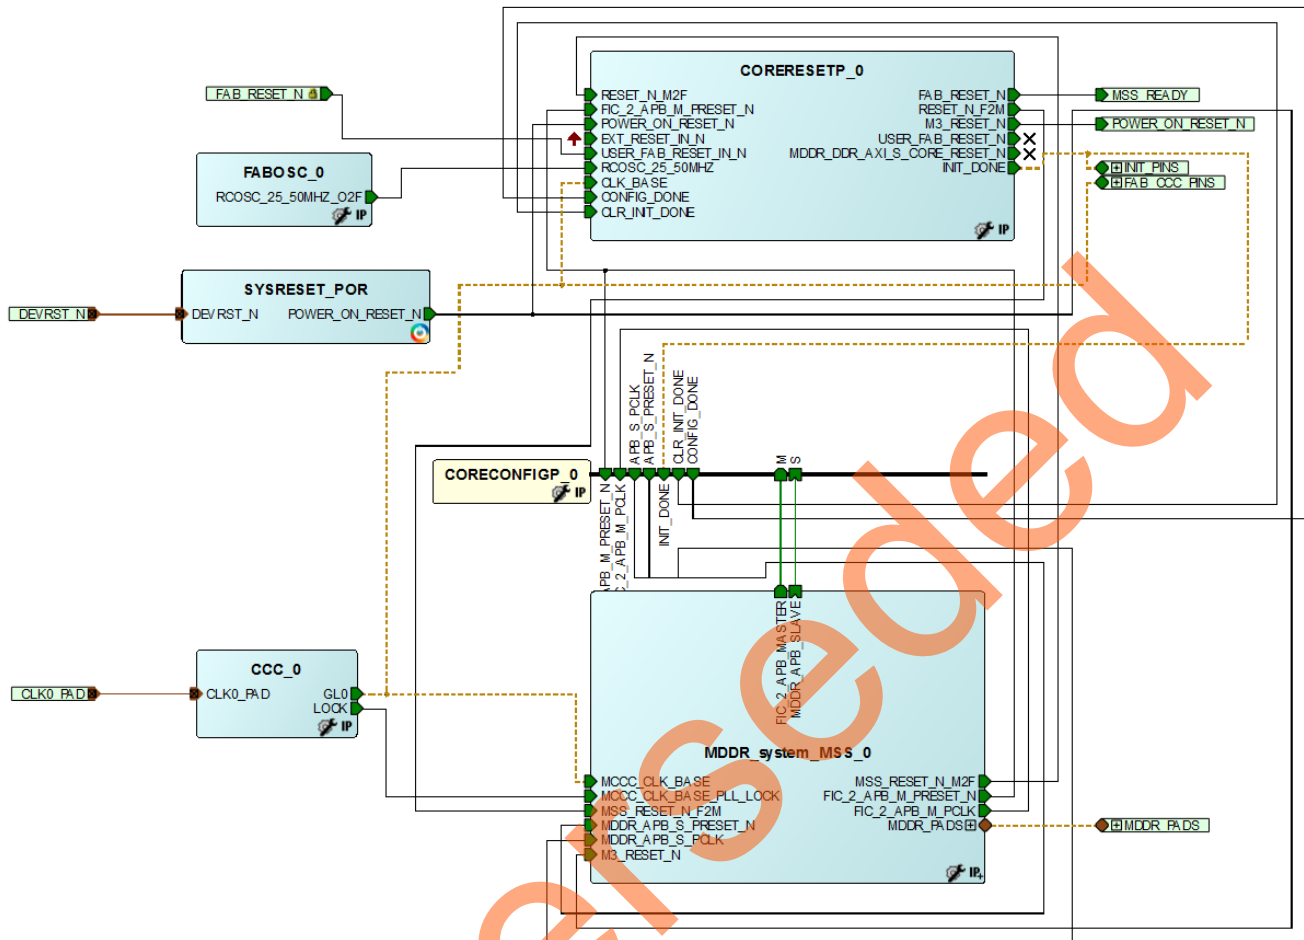 CORERESETP_0
FAB_RESET_N
RESET_N_M2F
FIC_2_APB_M_PRESET_N
POWER_ON_RESET_N
EXT_RESET_IN_N
USER_FAB_RESET_IN_N
RCOSC_25_50MHZ
CLK_BASE
CONFIG_DONE
CLR_INIT_DONE
FAB_RESET_N
RESET_N_F2M
M3_RESET_N
USER_FAB_RESET_N
MDDR_DDR_AXI_S_CORE_RESET_N
INIT_DONE
IP
MSS_READY
POWER_ON_RESET_N
INIT_PINS
FAB_CCC_PINS
FABOSC_0
RCOSC_25_50MHZ_O2F
IP
SYSRESET_POR
DEVRST_N
DEVRST_N
POWER_ON_RESET_N
APB_S_PCLK
APB_S_PRESET_N
CLR_INIT_DONE
CONFIG_DONE
M
S
CORECONFIGP_0
IP
APB_M_PRESET_N
2_APB_M_PCLK
INIT_DONE
FIC_2_APB_MASTER
MDDR_APB_SLAVE
CCC_0
CLK0_PAD
CLK0_PAD
GL0
LOCK
IP
MDDR_system_MSS_0
MCCC_CLK_BASE
MCCC_CLK_BASE_PLL_LOCK
MSS_RESET_N_F2M
MDDR_APB_S_PRESET_N
MDDR_APB_S_PCLK
M3_RESET_N
MSS_RESET_N_M2F
FIC_2_APB_M_PRESET_N
FIC_2_APB_M_PCLK
MDDR_PADS
IP
MDDR_PADS
erseded